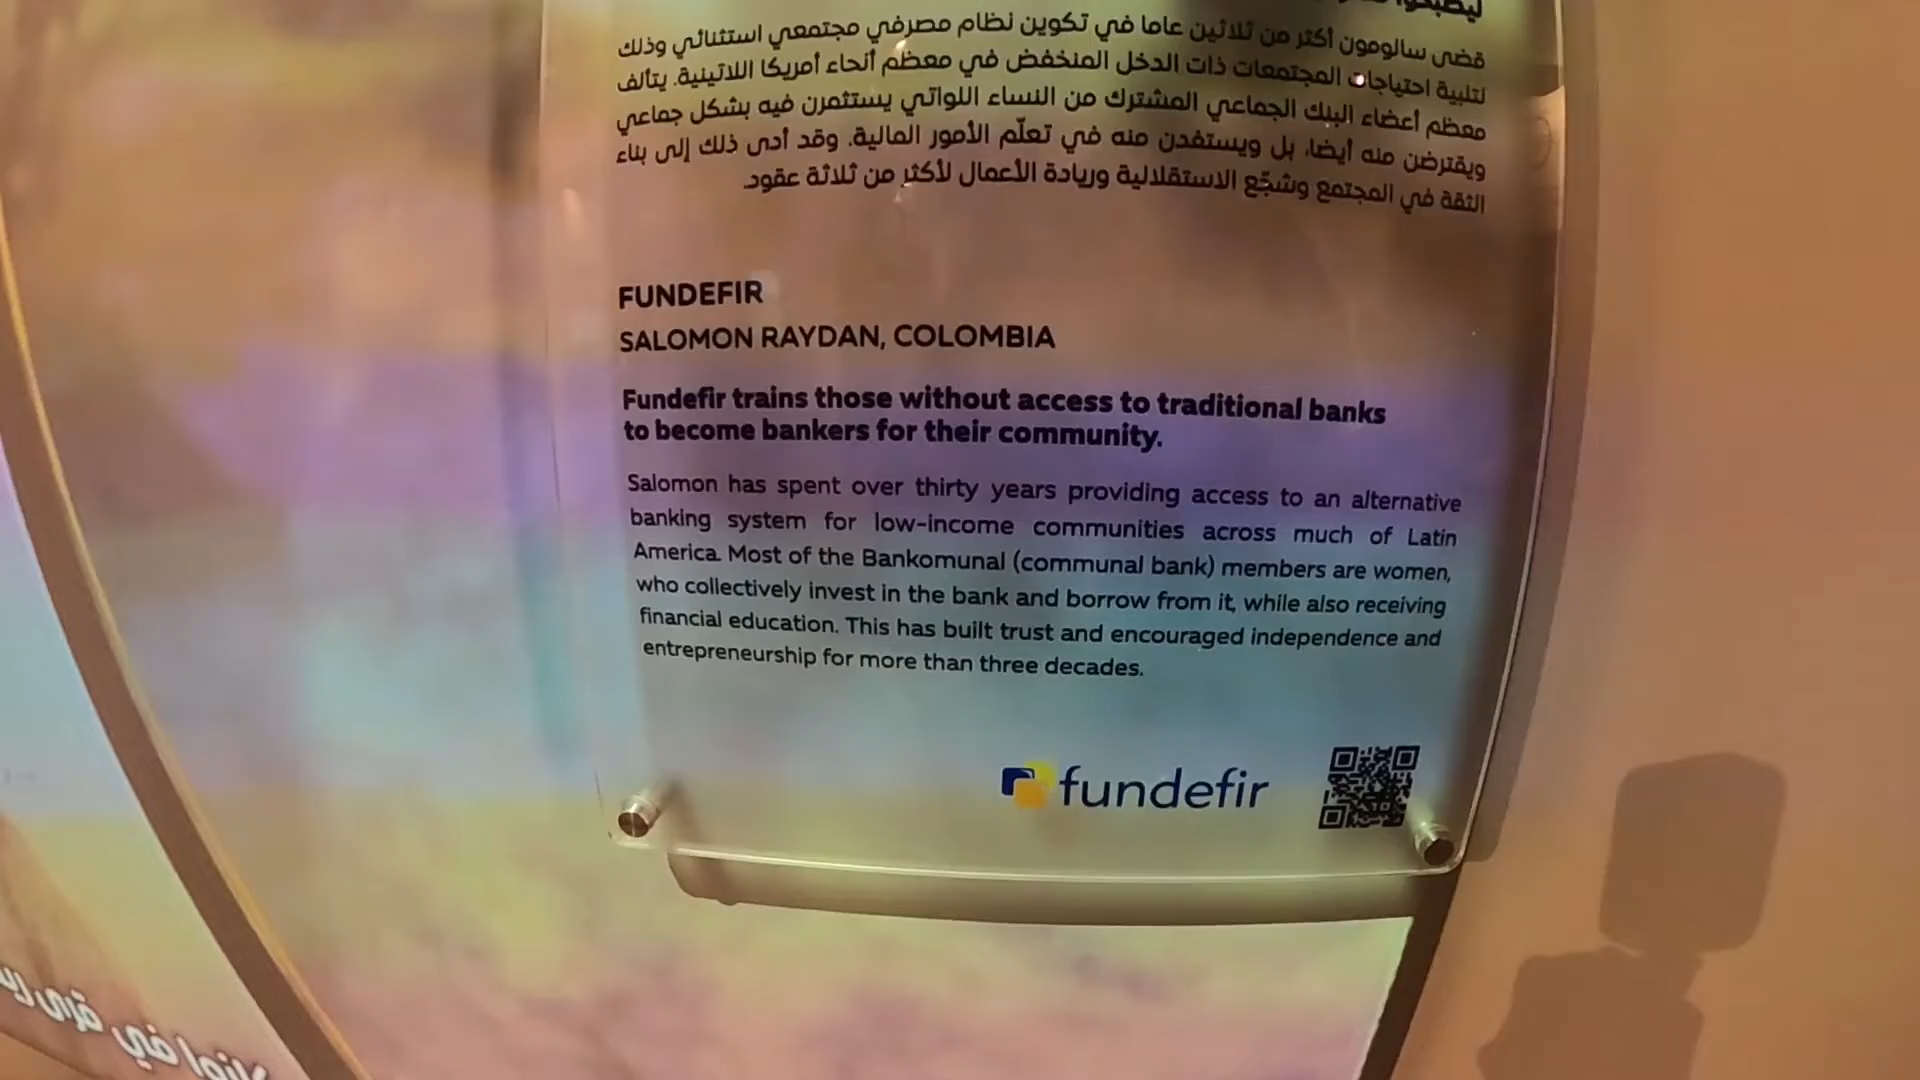 قضى سالومون أكثر من ثلاثين عاما في تكوين نظام مصرفي مجتمعي استثنائي وذلك
لتلبية احتياجات المجتمعات ذات الدخل المنخفض في معظم أنحاء أمريكا اللاتينية. يتألف
معظم أعضاء البنك الجماعي المشترك من النساء اللواتي يستثمرن فيه بشكل جماعي
ويقترضن منه أيضا، بل ويستفدن منه في تعلّم الأمور المالية. وقد أدى ذلك إلى بناء
الثقة في المجتمع وشجّع الاستقلالية وريادة الأعمال لأكثر من ثلاثة عقود.
FUNDEFIR
SALOMON RAYDAN, COLOMBIA
Fundefir trains those without access to traditional banks
to become bankers for their community.
Salomon has spent over thirty years providing access to an alternative
banking system for low-income communities across much of Latin
America. Most of the Bankomunal (communal bank) members are women,
who collectively invest in the bank and borrow from it, while also receiving
financial education. This has built trust and encouraged independence and
entrepreneurship for more than three decades.
fundefir
في قرى